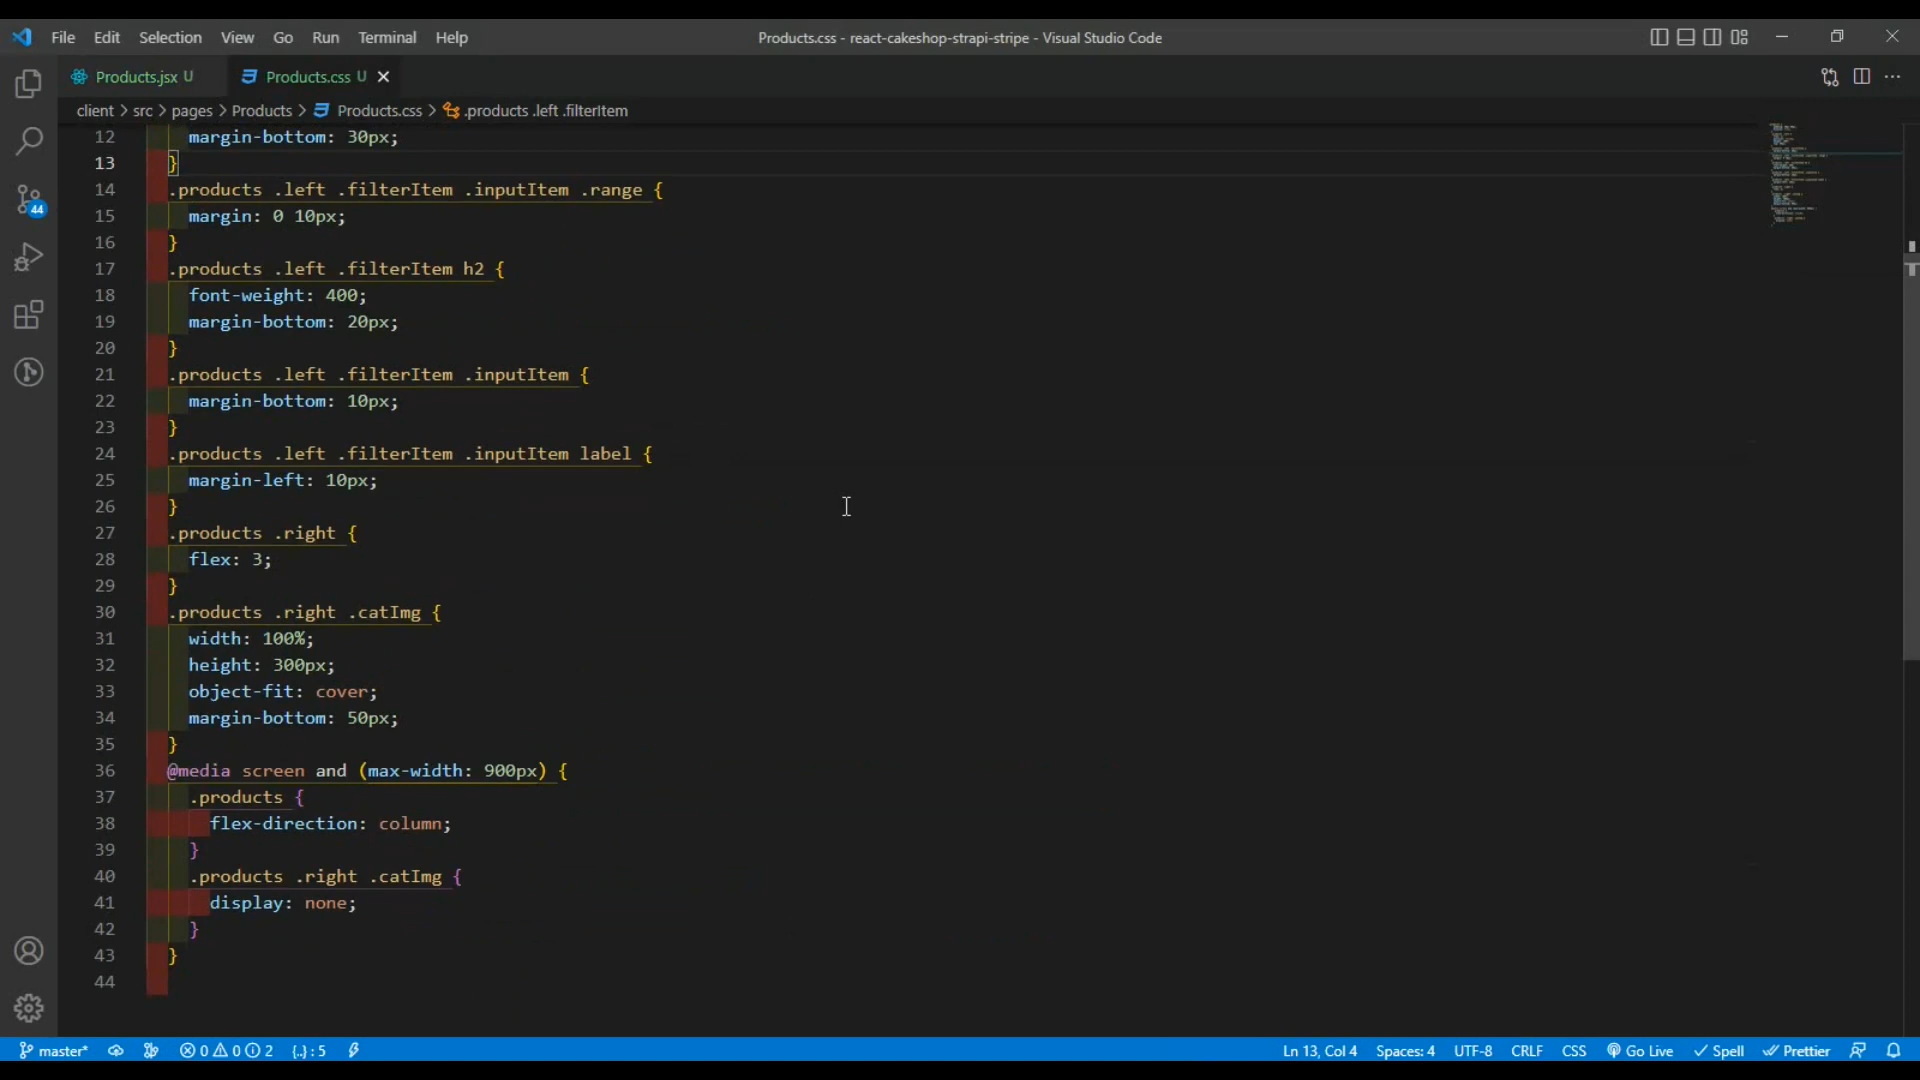 File Edit Selection View Go Run Terminal Help
Products.css - react-cakeshop-strapi-stripe - Visual Studio Code
Products.jsx U
Products.css U
client > src > pages > Products > Products.css > .products .left .filterItem
12 margin-bottom: 30px;
13 }
14 .products .left .filterItem .inputItem .range {
15 margin: 0 10px;
16 }
17 .products .left .filterItem h2 {
18 font-weight: 400;
19 margin-bottom: 20px;
20 }
21 .products .left .filterItem .inputItem {
22 margin-bottom: 10px;
23 }
24 .products .left .filterItem .inputItem label {
25 margin-left: 10px;
26 }
27 .products .right {
28 flex: 3;
29 }
30 .products .right .catImg {
31 width: 100%;
32 height: 300px;
33 object-fit: cover;
34 margin-bottom: 50px;
35 }
36 @media screen and (max-width: 900px) {
37 .products {
38 flex-direction: column;
39 }
40 .products .right .catImg {
41 display: none;
42 }
43 }
44
44
master* 0 0 2 {..} : 5 Ln 13, Col 4 Spaces: 4 UTF-8 CRLF CSS Go Live Spell Prettier